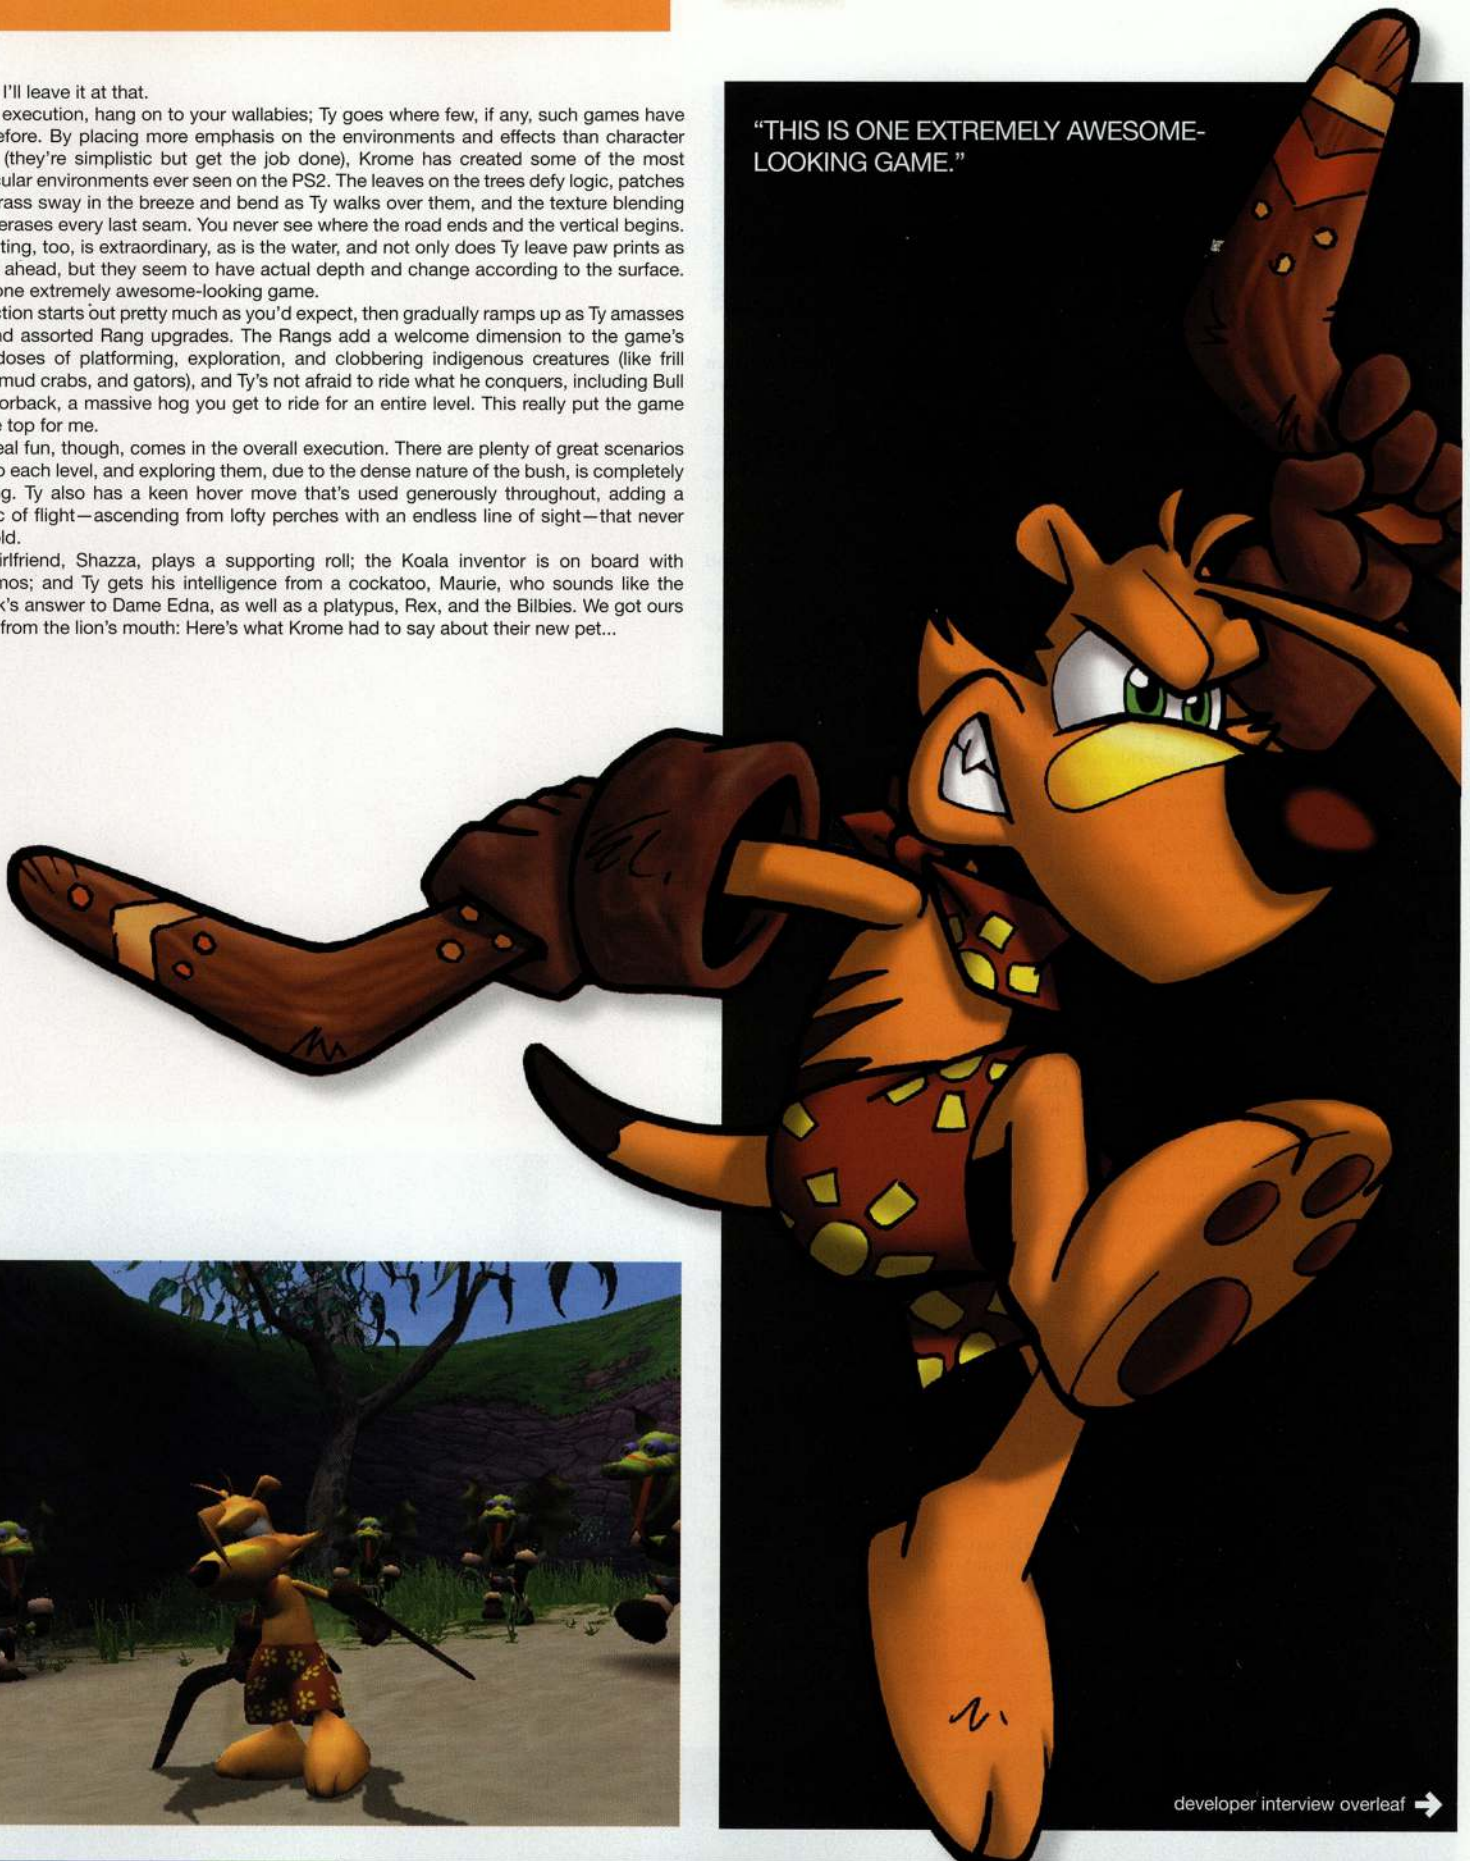 I'll leave it at that.
execution, hang on to your wallabies; Ty goes where few, if any, such games have
efore. By placing more emphasis on the environments and effects than character
(they're simplistic but get the job done), Krome has created some of the most
ular environments ever seen on the PS2. The leaves on the trees defy logic, patches
rass sway in the breeze and bend as Ty walks over them, and the texture blending
erases every last seam. You never see where the road ends and the vertical begins.
ting, too, is extraordinary, as is the water, and not only does Ty leave paw prints as
ahead, but they seem to have actual depth and change according to the surface.
one extremely awesome-looking game.
ction starts out pretty much as you'd expect, then gradually ramps up as Ty amasses
nd assorted Rang upgrades. The Rangs add a welcome dimension to the game's
doses of platforming, exploration, and clobbering indigenous creatures (like frill
mud crabs, and gators), and Ty's not afraid to ride what he conquers, including Bull
orback, a massive hog you get to ride for an entire level. This really put the game
e top for me.
eal fun, though, comes in the overall execution. There are plenty of great scenarios
o each level, and exploring them, due to the dense nature of the bush, is completely
g. Ty also has a keen hover move that's used generously throughout, adding a
c of flight—ascending from lofty perches with an endless line of sight—that never
ld.
irlfriend, Shazza, plays a supporting roll; the Koala inventor is on board with
mos; and Ty gets his intelligence from a cockatoo, Maurie, who sounds like the
k's answer to Dame Edna, as well as a platypus, Rex, and the Bilbies. We got ours
from the lion's mouth: Here's what Krome had to say about their new pet...
"THIS IS ONE EXTREMELY AWESOME-
LOOKING GAME."
developer interview overleaf